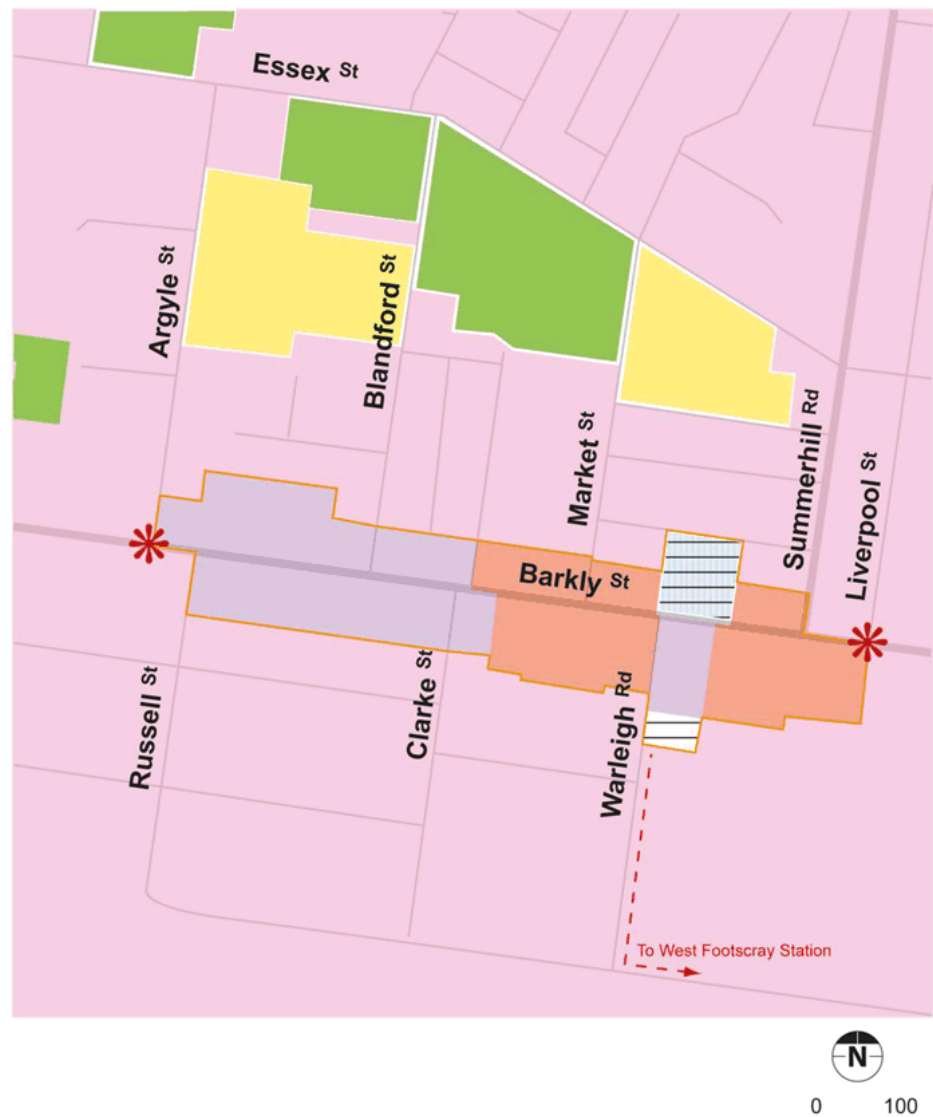 Essex St
Argyle St
Blandford St
Market St
Summerhill Rd
Liverpool St
Barkly St
Russell St
Clarke St
Warleigh Rd
To West Footscray Station
N
0 100